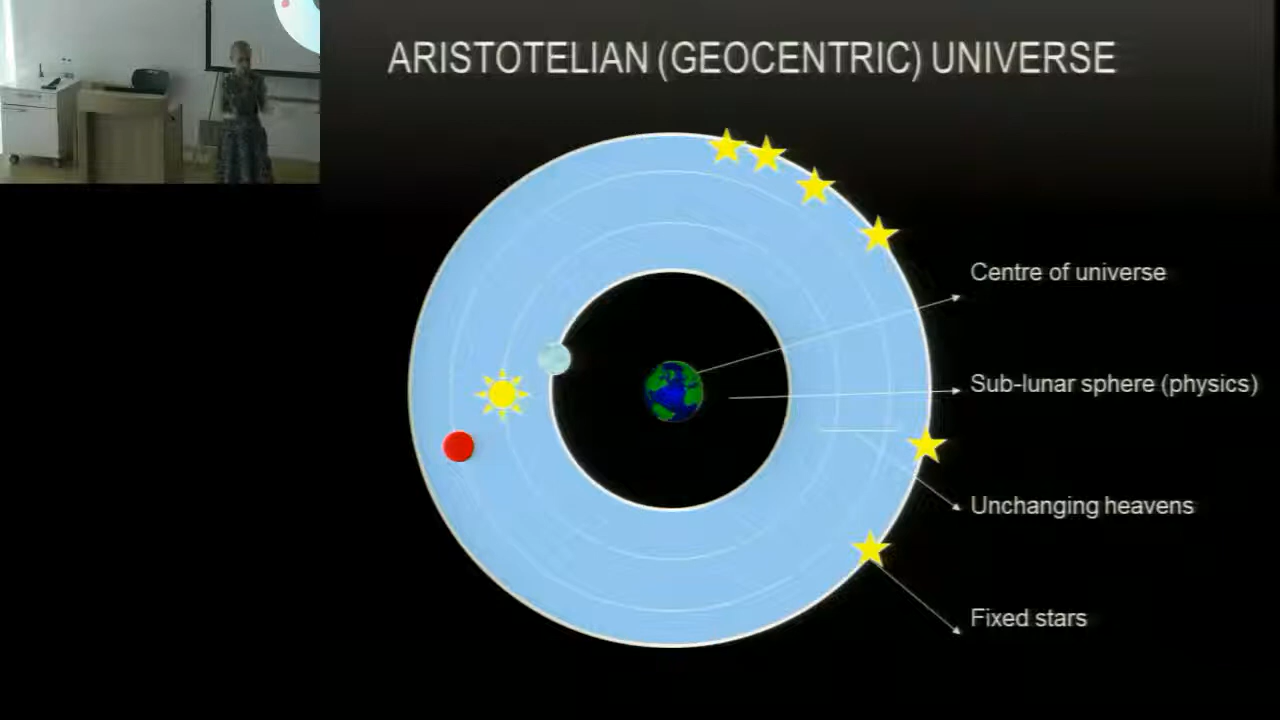 ARISTOTELIAN (GEOCENTRIC) UNIVERSE
Centre of universe
Sub-lunar sphere (physics)
Unchanging heavens
Fixed stars